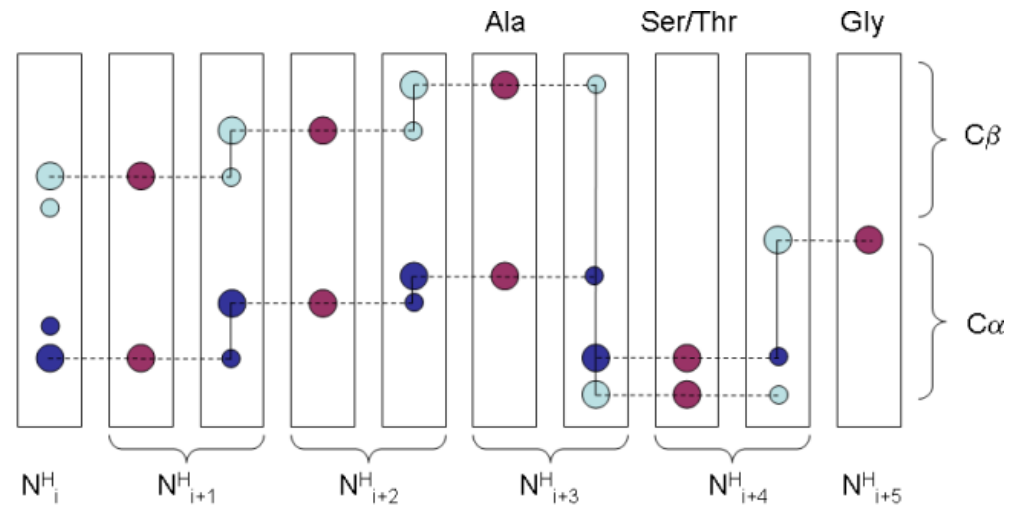 Ala Ser/Thr Gly
Cβ
Cα
N^H_i N^H_{i+1} N^H_{i+2} N^H_{i+3} N^H_{i+4} N^H_{i+5}